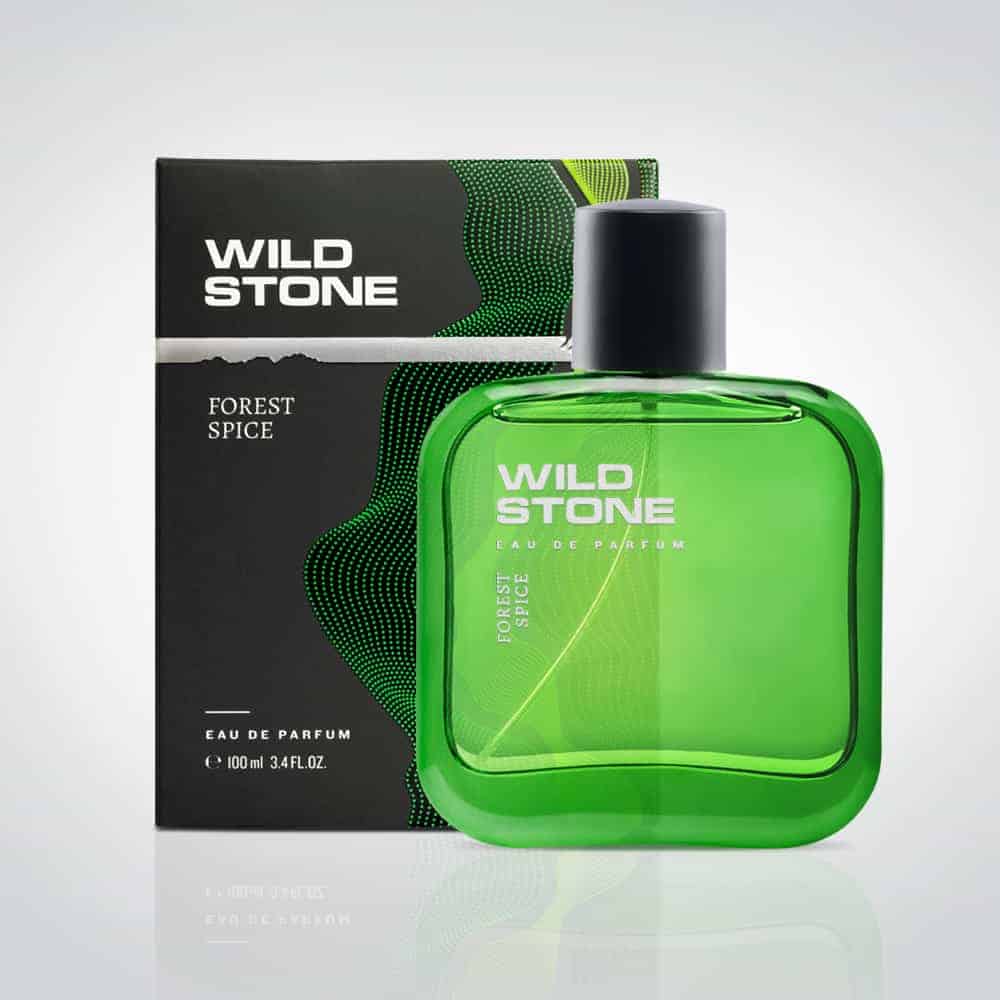 WILD
STONE
FOREST
SPICE
EAU DE PARFUM
℮ 100 ml 3.4 FL.OZ.
WILD
STONE
EAU DE PARFUM
FOREST
SPICE